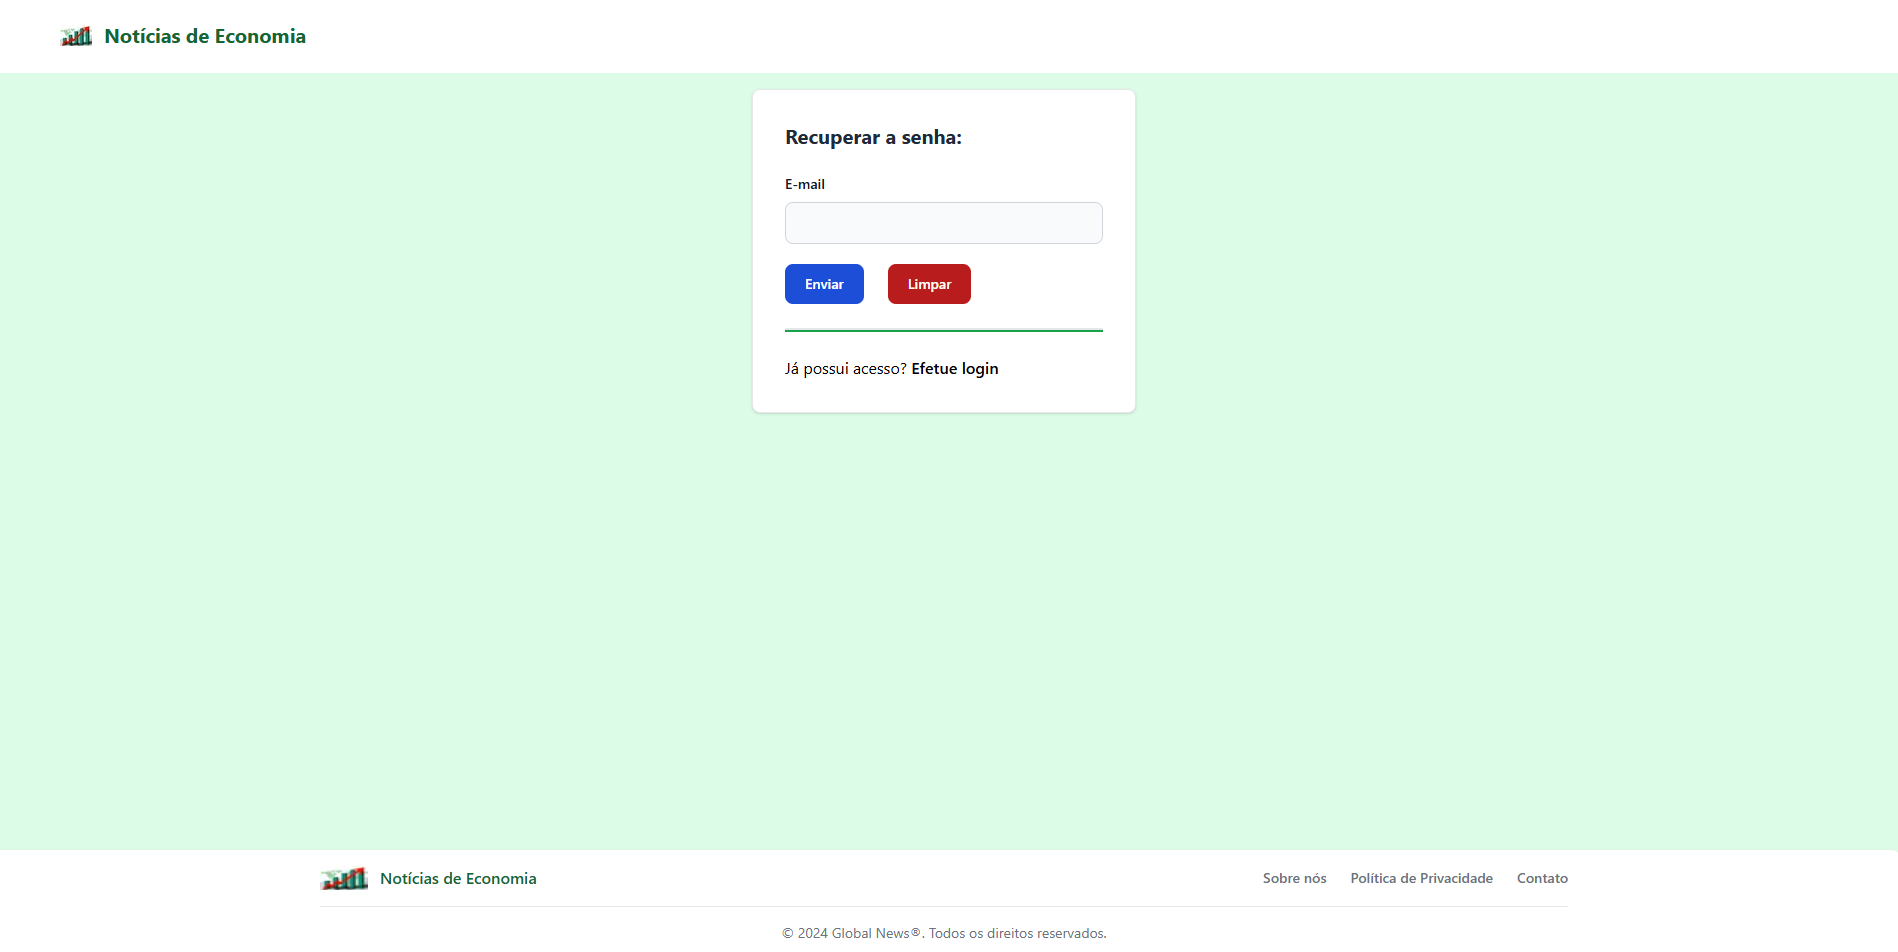 Notícias de Economia
Recuperar a senha:
E-mail
Enviar Limpar
Já possui acesso? Efetue login
Notícias de Economia
Sobre nós Política de Privacidade Contato
© 2024 Global News®. Todos os direitos reservados.